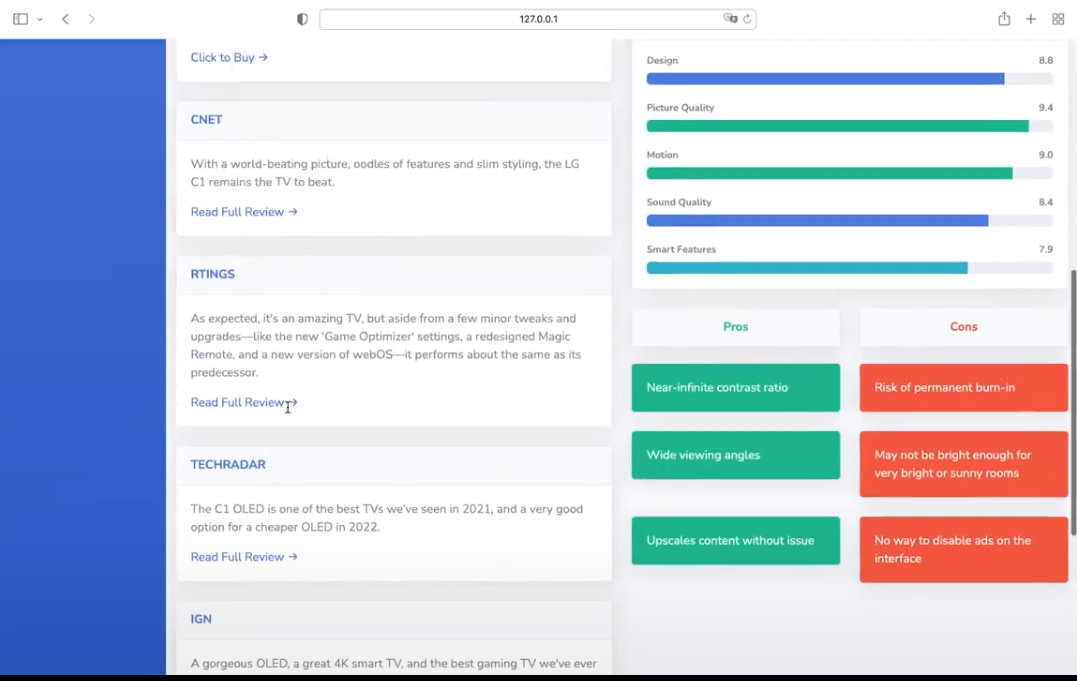 127.0.0.1
Click to Buy →
CNET
With a world-beating picture, oodles of features and slim styling, the LG
C1 remains the TV to beat.
Read Full Review →
RTINGS
As expected, it's an amazing TV, but aside from a few minor tweaks and
upgrades—like the new 'Game Optimizer' settings, a redesigned Magic
Remote, and a new version of webOS—it performs about the same as its
predecessor.
Read Full Review →
TECHRADAR
The C1 OLED is one of the best TVs we've seen in 2021, and a very good
option for a cheaper OLED in 2022.
Read Full Review →
IGN
A gorgeous OLED, a great 4K smart TV, and the best gaming TV we've ever
Design 8.8
Picture Quality 9.4
Motion 9.0
Sound Quality 8.4
Smart Features 7.9
Pros
Near-infinite contrast ratio
Wide viewing angles
Upscales content without issue
Cons
Risk of permanent burn-in
May not be bright enough for
very bright or sunny rooms
No way to disable ads on the
interface